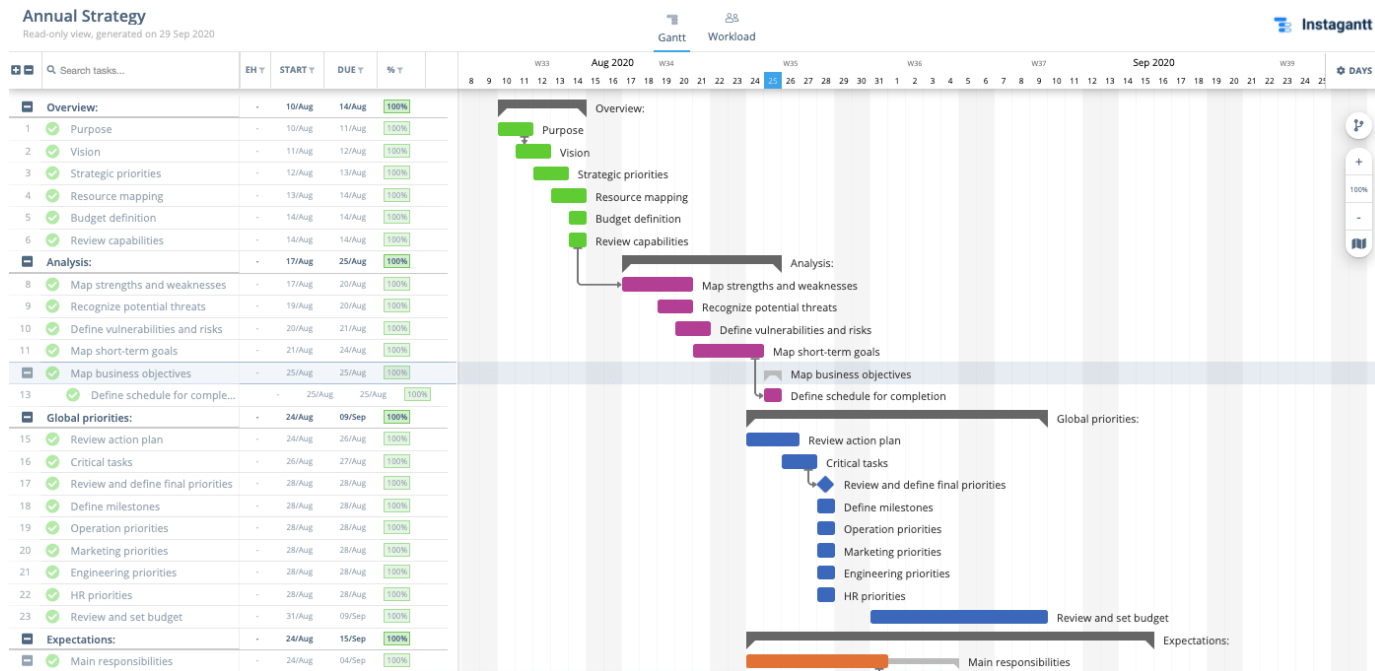 Annual Strategy
Read-only view, generated on 29 Sep 2020
Gantt
Workload
Instagantt
Search tasks...
EH START DUE %
W33 Aug 2020 W34 W35 W36 W37 Sep 2020 W39
8 9 10 11 12 13 14 15 16 17 18 19 20 21 22 23 24 25 26 27 28 29 30 31 1 2 3 4 5 6 7 8 9 10 11 12 13 14 15 16 17 18 19 20 21 22 23 24
DAYS
Overview: - 10/Aug 14/Aug 100% Overview:
1 Purpose - 10/Aug 11/Aug 100% Purpose
2 Vision - 11/Aug 12/Aug 100% Vision
3 Strategic priorities - 12/Aug 13/Aug 100% Strategic priorities
4 Resource mapping - 13/Aug 14/Aug 100% Resource mapping
5 Budget definition - 14/Aug 14/Aug 100% Budget definition
6 Review capabilities - 14/Aug 14/Aug 100% Review capabilities
Analysis: - 17/Aug 25/Aug 100% Analysis:
8 Map strengths and weaknesses - 17/Aug 20/Aug 100% Map strengths and weaknesses
9 Recognize potential threats - 19/Aug 20/Aug 100% Recognize potential threats
10 Define vulnerabilities and risks - 20/Aug 21/Aug 100% Define vulnerabilities and risks
11 Map short-term goals - 21/Aug 24/Aug 100% Map short-term goals
Map business objectives - 25/Aug 25/Aug 100% Map business objectives
13 Define schedule for comple... - 25/Aug 25/Aug 100% Define schedule for completion
Global priorities: - 24/Aug 09/Sep 100% Global priorities:
15 Review action plan - 24/Aug 26/Aug 100% Review action plan
16 Critical tasks - 26/Aug 27/Aug 100% Critical tasks
17 Review and define final priorities - 28/Aug 28/Aug 100% Review and define final priorities
18 Define milestones - 28/Aug 28/Aug 100% Define milestones
19 Operation priorities - 28/Aug 28/Aug 100% Operation priorities
20 Marketing priorities - 28/Aug 28/Aug 100% Marketing priorities
21 Engineering priorities - 28/Aug 28/Aug 100% Engineering priorities
22 HR priorities - 28/Aug 28/Aug 100% HR priorities
23 Review and set budget - 31/Aug 09/Sep 100% Review and set budget
Expectations: - 24/Aug 15/Sep 100% Expectations:
Main responsibilities - 24/Aug 04/Sep 100% Main responsibilities
+
100%
-